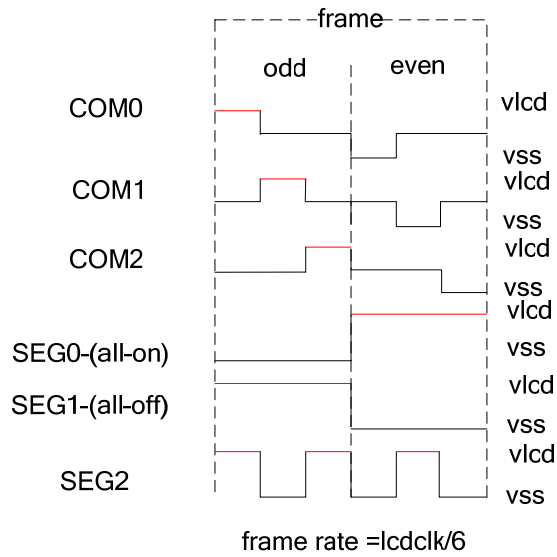 frame
odd even
COM0 vlcd
vss
COM1 vlcd
vss
COM2 vlcd
vss
vlcd
SEG0-(all-on) vss
SEG1-(all-off) vlcd
vss
SEG2 vlcd
vss
frame rate =lcdclk/6